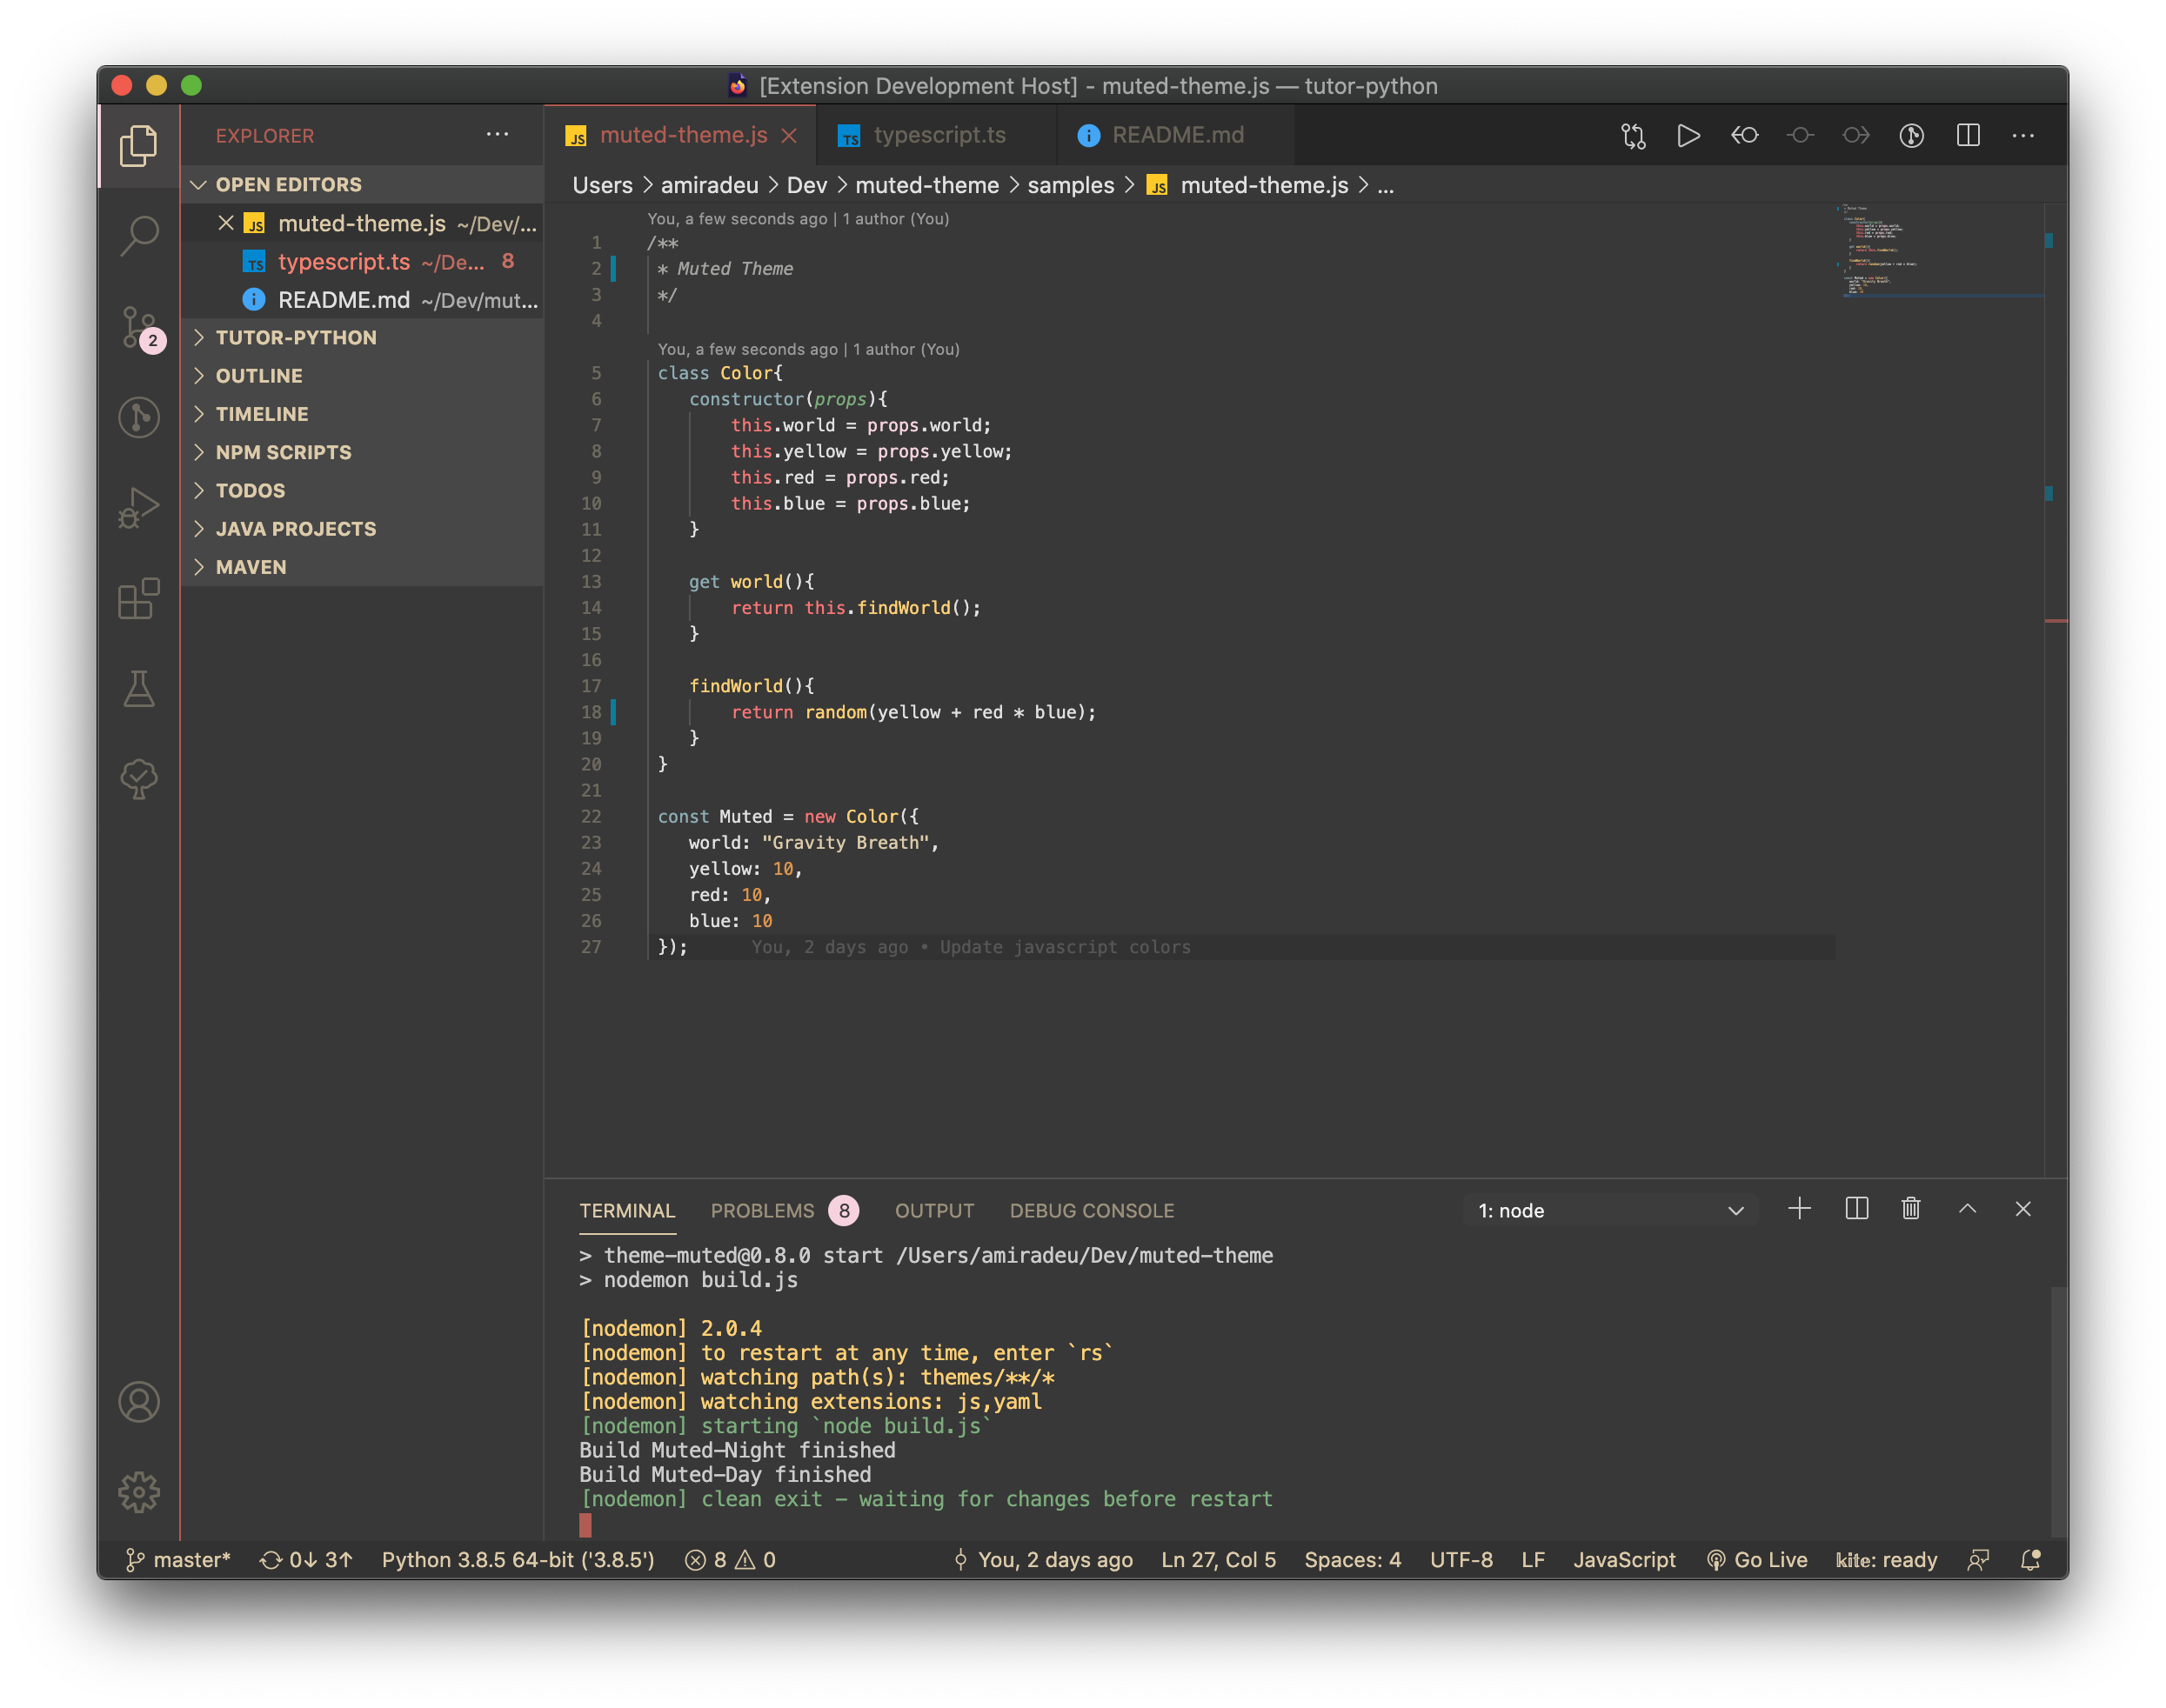 [Extension Development Host] - muted-theme.js — tutor-python
EXPLORER
OPEN EDITORS
JS muted-theme.js ~/Dev/...
TS typescript.ts ~/De... 8
README.md ~/Dev/mut...
TUTOR-PYTHON
OUTLINE
TIMELINE
NPM SCRIPTS
TODOS
JAVA PROJECTS
MAVEN
2
JS muted-theme.js
TS typescript.ts
README.md
Users > amiradeu > Dev > muted-theme > samples > JS muted-theme.js > ...
You, a few seconds ago | 1 author (You)
1 /**
2 * Muted Theme
3 */
4
You, a few seconds ago | 1 author (You)
5 class Color{
6 constructor(props){
7 this.world = props.world;
8 this.yellow = props.yellow;
9 this.red = props.red;
10 this.blue = props.blue;
11 }
12
13 get world(){
14 return this.findWorld();
15 }
16
17 findWorld(){
18 return random(yellow + red * blue);
19 }
20 }
21
22 const Muted = new Color({
23 world: "Gravity Breath",
24 yellow: 10,
25 red: 10,
26 blue: 10
27 }); You, 2 days ago • Update javascript colors
TERMINAL PROBLEMS 8 OUTPUT DEBUG CONSOLE 1: node
> theme-muted@0.8.0 start /Users/amiradeu/Dev/muted-theme
> nodemon build.js
[nodemon] 2.0.4
[nodemon] to restart at any time, enter `rs`
[nodemon] watching path(s): themes/**/*
[nodemon] watching extensions: js,yaml
[nodemon] starting `node build.js`
Build Muted-Night finished
Build Muted-Day finished
[nodemon] clean exit - waiting for changes before restart
master* 0↓ 3↑ Python 3.8.5 64-bit ('3.8.5') 8 0 You, 2 days ago Ln 27, Col 5 Spaces: 4 UTF-8 LF JavaScript Go Live kite: ready